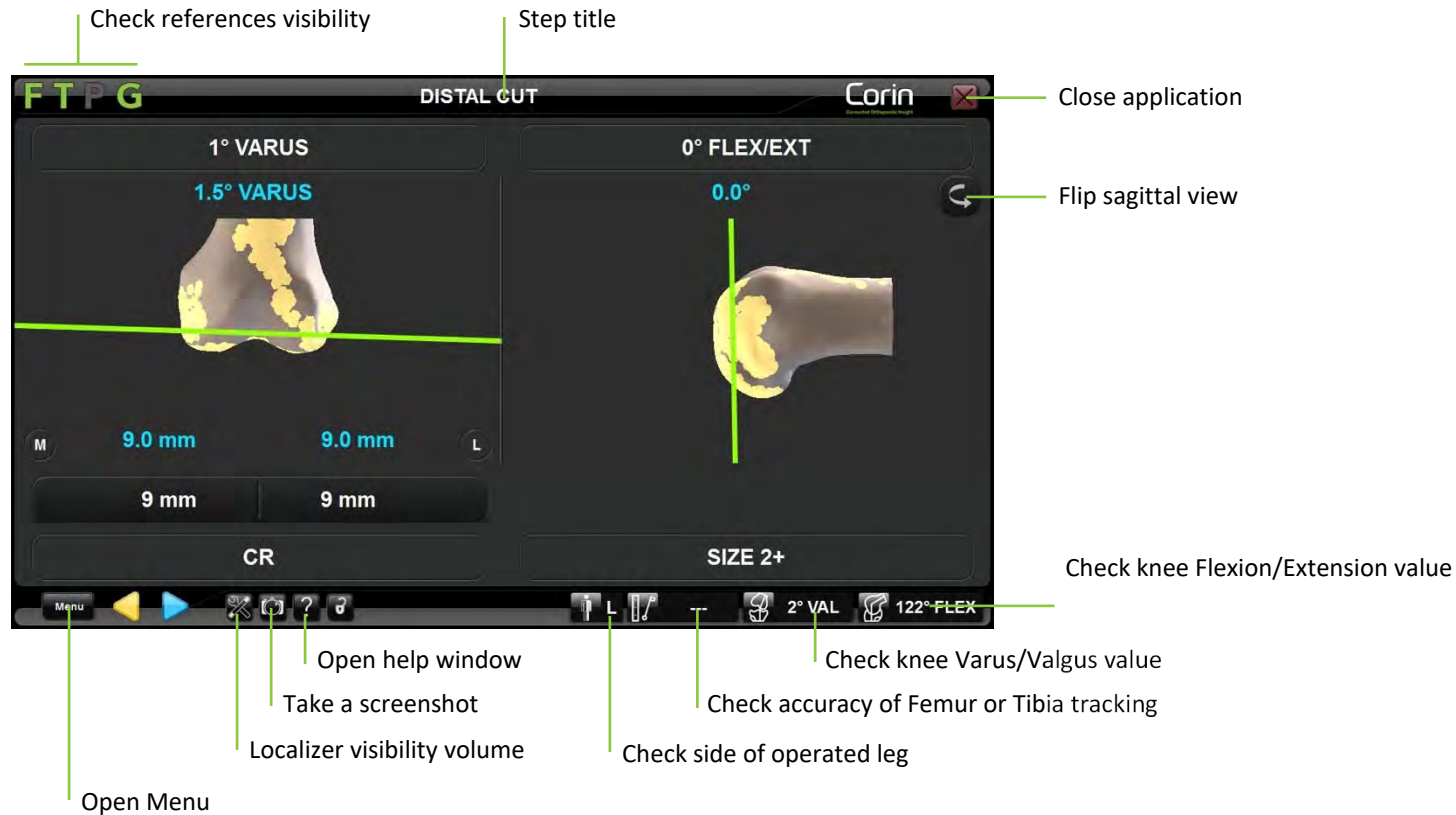 Check references visibility
Step title
F T P G
DISTAL CUT
Corin
Connected Orthopaedic Insight
Close application
1° VARUS
0° FLEX/EXT
1.5° VARUS
0.0°
Flip sagittal view
M
9.0 mm
9.0 mm
L
9 mm
9 mm
CR
SIZE 2+
Check knee Flexion/Extension value
Menu
?
L
---
2° VAL
122° FLEX
Open help window
Check knee Varus/Valgus value
Take a screenshot
Check accuracy of Femur or Tibia tracking
Localizer visibility volume
Check side of operated leg
Open Menu